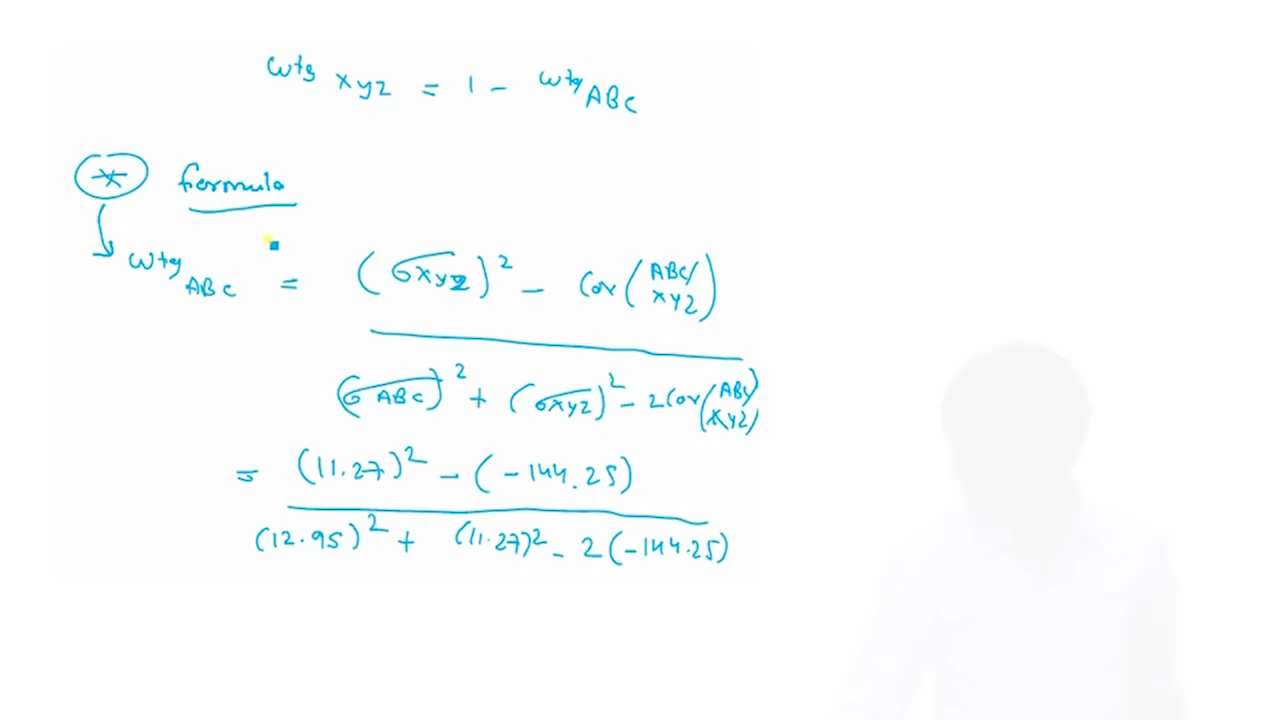 wtg xyz = 1 - wtg ABC
* formula
wtg ABC = (σxyz)² - Cov (ABC/xyz)
(σABC)² + (σxyz)² - 2Cov (ABC/xyz)
= (11.27)² - (-144.25)
(12.95)² + (11.27)² - 2(-144.25)